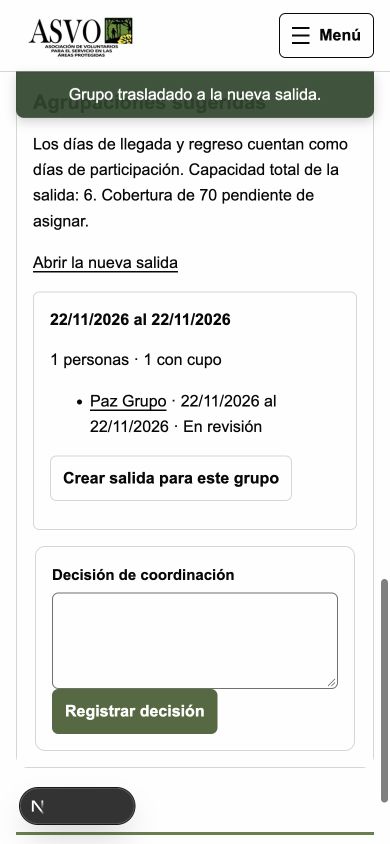 ASVO
ASOCIACIÓN DE VOLUNTARIOS
PARA EL SERVICIO EN LAS
ÁREAS PROTEGIDAS
Menú
Agrupaciones sugeridas
Grupo trasladado a la nueva salida.
Los días de llegada y regreso cuentan como
días de participación. Capacidad total de la
salida: 6. Cobertura de 70 pendiente de
asignar.
Abrir la nueva salida
22/11/2026 al 22/11/2026
1 personas · 1 con cupo
• Paz Grupo · 22/11/2026 al
22/11/2026 · En revisión
Crear salida para este grupo
Decisión de coordinación
Registrar decisión
N